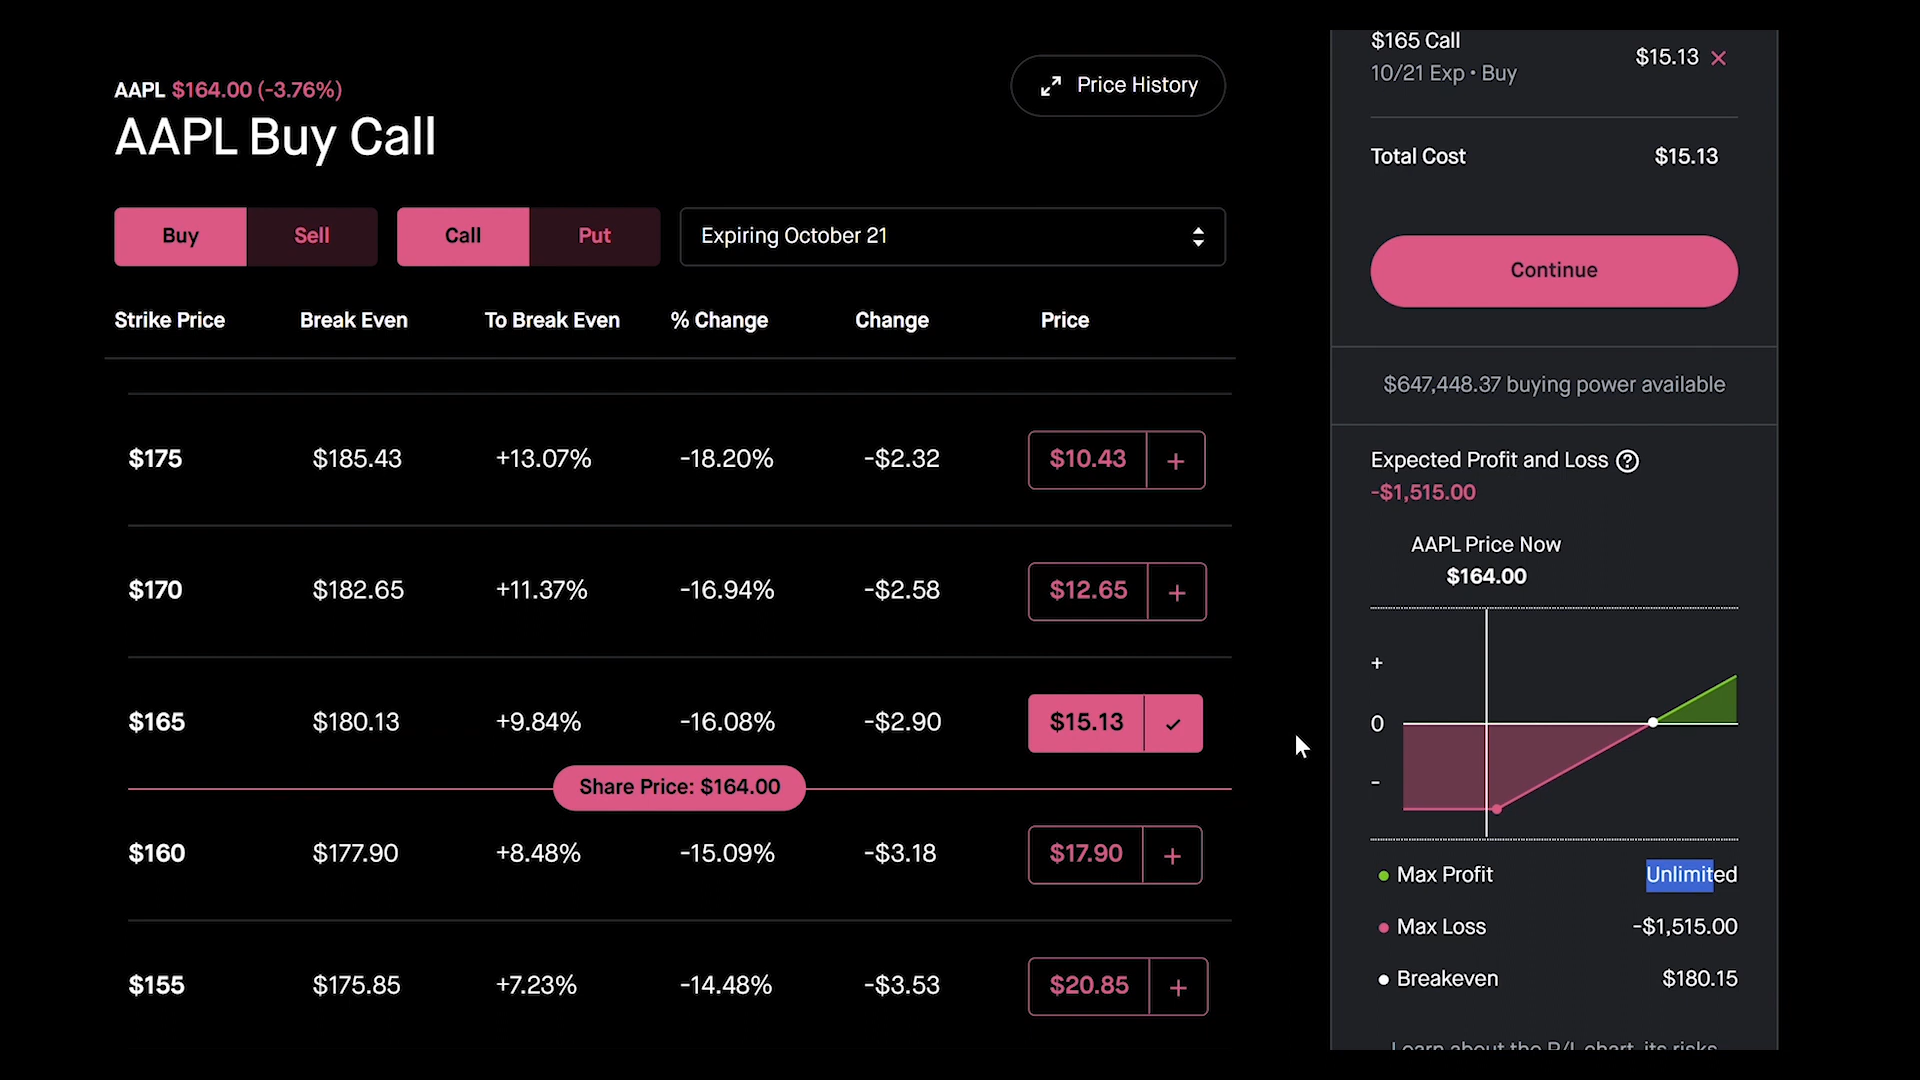 AAPL $164.00 (-3.76%)
AAPL Buy Call
Price History
Buy Sell Call Put Expiring October 21
Strike Price Break Even To Break Even % Change Change Price
$175 $185.43 +13.07% -18.20% -$2.32 $10.43 +
$170 $182.65 +11.37% -16.94% -$2.58 $12.65 +
$165 $180.13 +9.84% -16.08% -$2.90 $15.13 ✓
Share Price: $164.00
$160 $177.90 +8.48% -15.09% -$3.18 $17.90 +
$155 $175.85 +7.23% -14.48% -$3.53 $20.85 +
$165 Call $15.13 ×
10/21 Exp • Buy
Total Cost $15.13
Continue
$647,448.37 buying power available
Expected Profit and Loss ?
-$1,515.00
AAPL Price Now
$164.00
+
0
-
Max Profit Unlimited
Max Loss -$1,515.00
Breakeven $180.15
Learn about the P/L chart, its risks